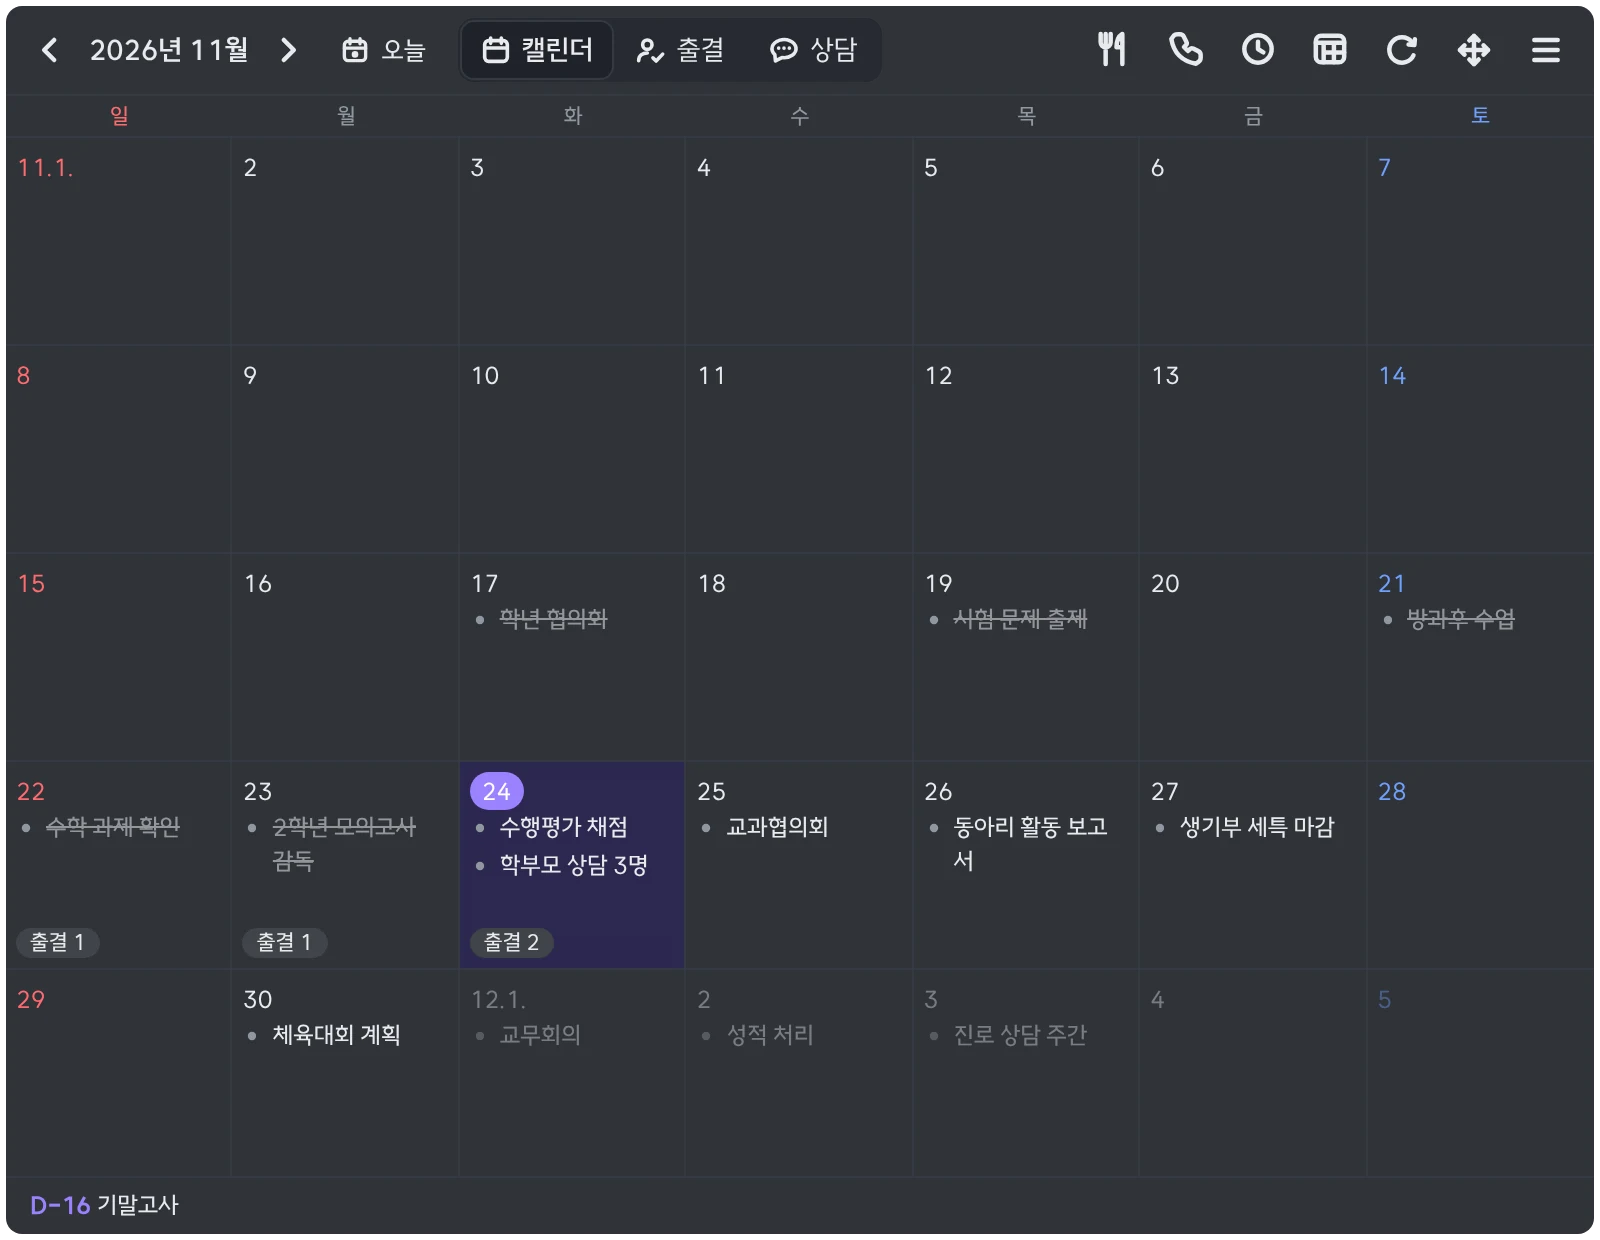 2026년 11월 오늘 캘린더 출결 상담
일 월 화 수 목 금 토
11.1. 2 3 4 5 6 7
8 9 10 11 12 13 14
15 16 17 18 19 20 21
학년 협의회 시험 문제 출제 방과후 수업
22 23 24 25 26 27 28
수학 과제 확인 2학년 모의고사 수행평가 채점 교과협의회 동아리 활동 보고 생기부 세특 마감
감독 학부모 상담 3명 서
출결 1 출결 1 출결 2
29 30 12.1. 2 3 4 5
체육대회 계획 교무회의 성적 처리 진로 상담 주간
D-16 기말고사